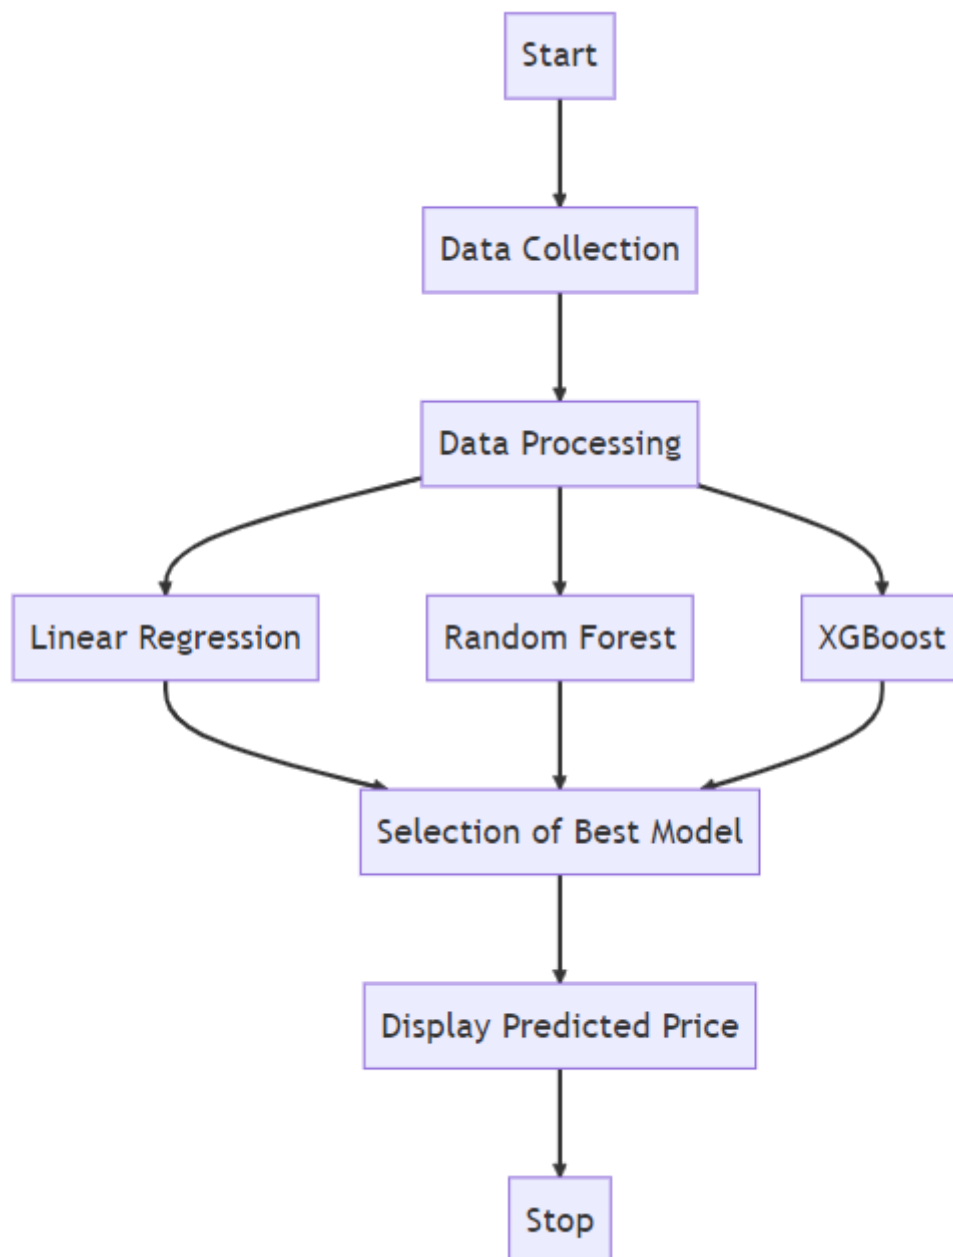 Start
Data Collection
Data Processing
Linear Regression
Random Forest
XGBoost
Selection of Best Model
Display Predicted Price
Stop